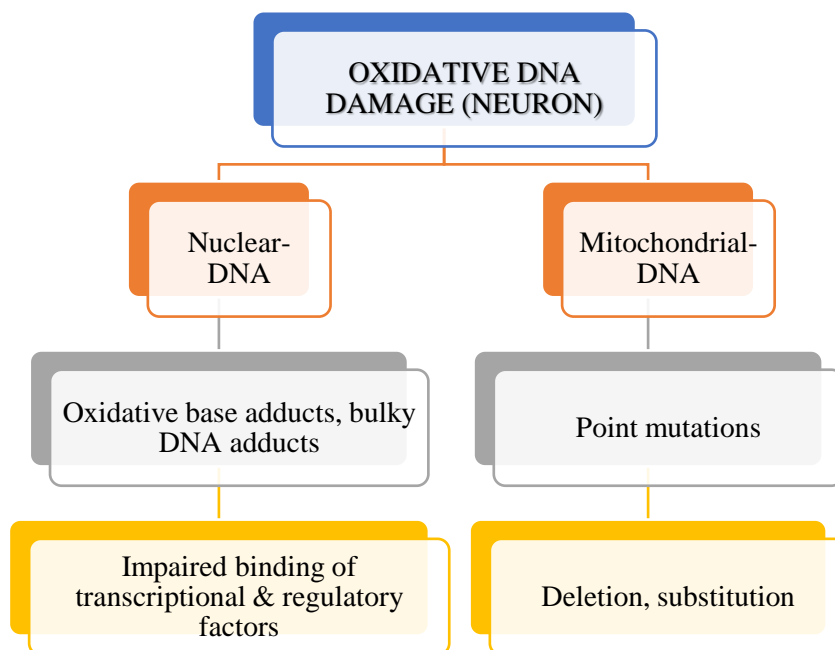 OXIDATIVE DNA
DAMAGE (NEURON)
Nuclear-
DNA
Mitochondrial-
DNA
Oxidative base adducts, bulky
DNA adducts
Point mutations
Impaired binding of
transcriptional & regulatory
factors
Deletion, substitution